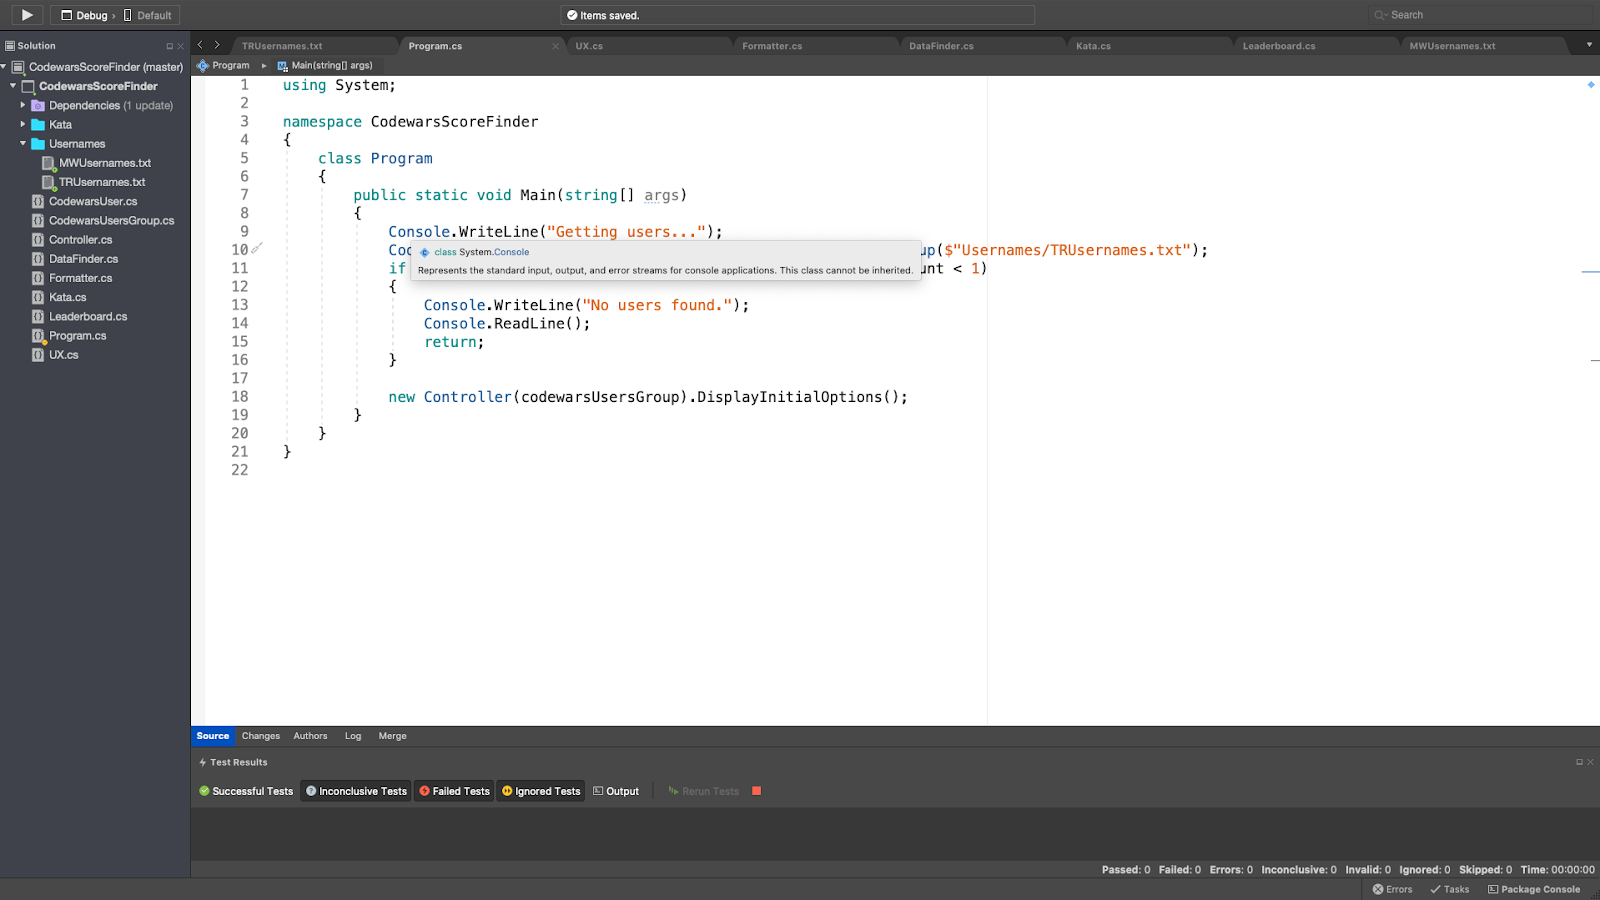 Debug › Default
Items saved.
Search
Solution
CodewarsScoreFinder (master)
CodewarsScoreFinder
Dependencies (1 update)
Kata
Usernames
MWUsernames.txt
TRUsernames.txt
CodewarsUser.cs
CodewarsUsersGroup.cs
Controller.cs
DataFinder.cs
Formatter.cs
Kata.cs
Leaderboard.cs
Program.cs
UX.cs
TRUsernames.txt Program.cs UX.cs Formatter.cs DataFinder.cs Kata.cs Leaderboard.cs MWUsernames.txt
Program Main(string[] args)
1 using System;
2
3 namespace CodewarsScoreFinder
4 {
5 class Program
6 {
7 public static void Main(string[] args)
8 {
9 Console.WriteLine("Getting users...");
10 Coo up($"Usernames/TRUsernames.txt");
class System.Console
Represents the standard input, output, and error streams for console applications. This class cannot be inherited.
11 if unt < 1)
12 {
13 Console.WriteLine("No users found.");
14 Console.ReadLine();
15 return;
16 }
17
18 new Controller(codewarsUsersGroup).DisplayInitialOptions();
19 }
20 }
21 }
22
Source Changes Authors Log Merge
Test Results
Successful Tests Inconclusive Tests Failed Tests Ignored Tests Output Rerun Tests
Passed: 0 Failed: 0 Errors: 0 Inconclusive: 0 Invalid: 0 Ignored: 0 Skipped: 0 Time: 00:00:00
Errors Tasks Package Console